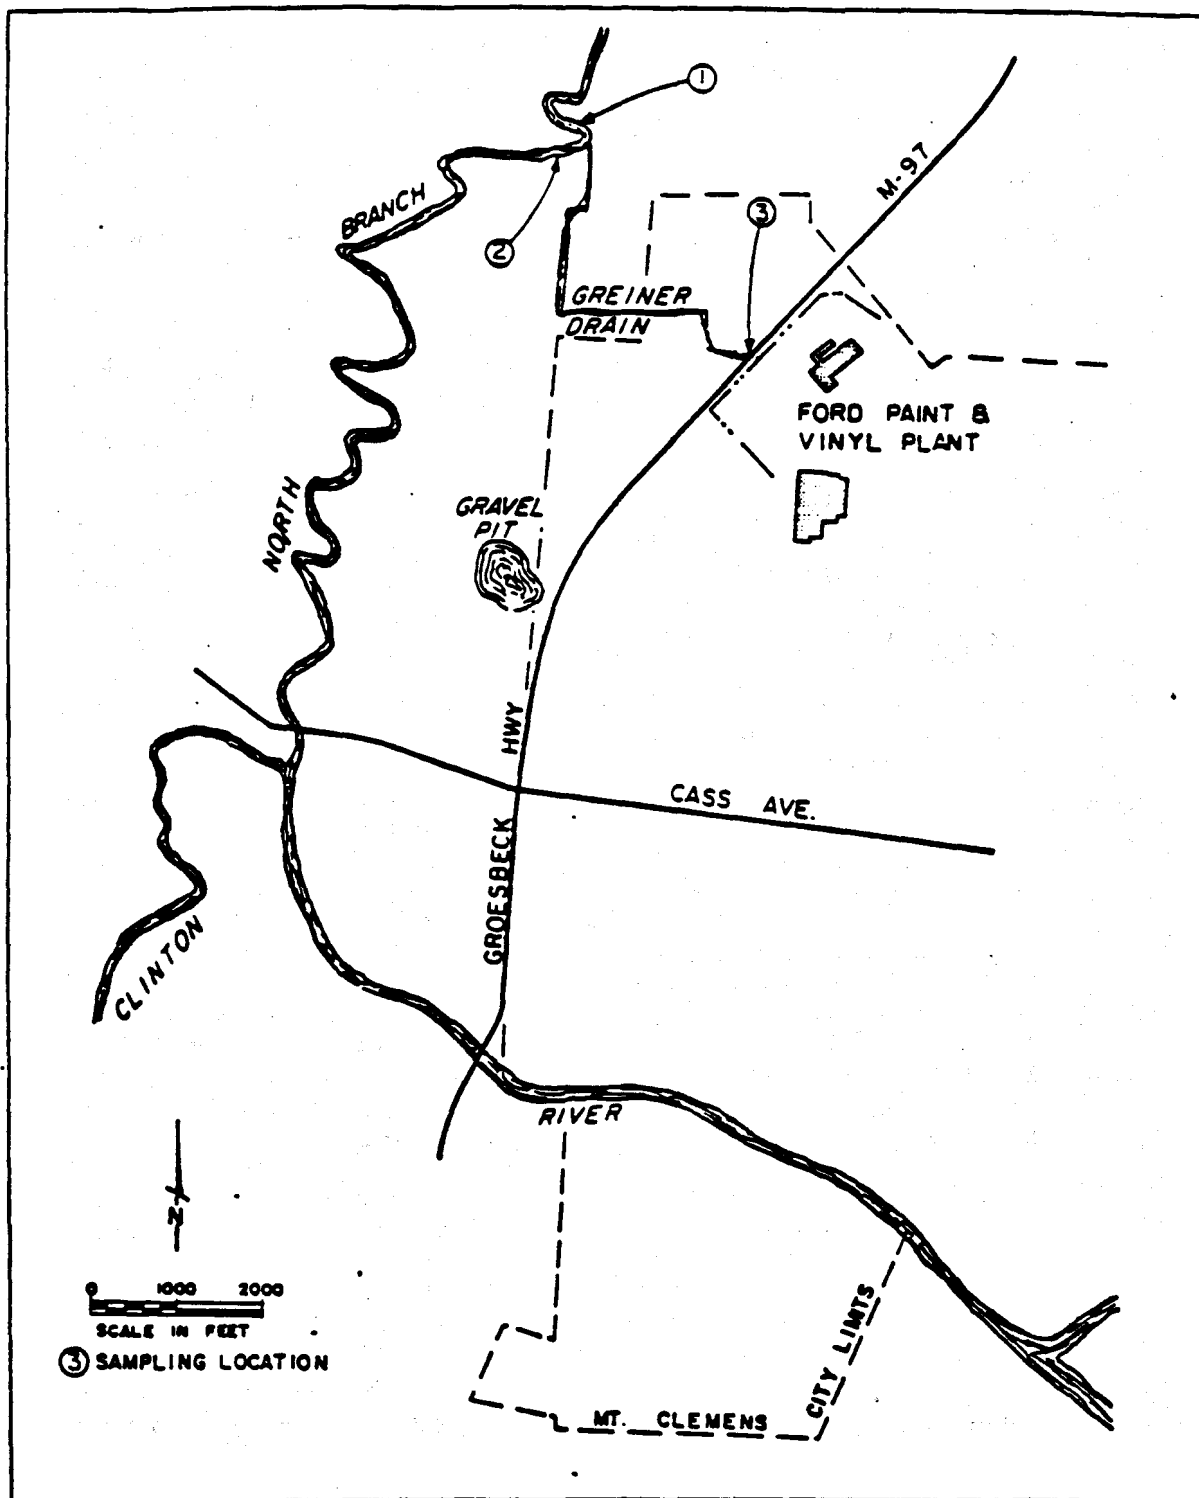 1
M-97
BRANCH
2
3
GREINER
DRAIN
FORD PAINT &
VINYL PLANT
GRAVEL
PIT
NORTH
GROESBECK HWY
CASS AVE.
CLINTON
RIVER
N
0 1000 2000
SCALE IN FEET
3 SAMPLING LOCATION
CITY LIMITS
MT. CLEMENS